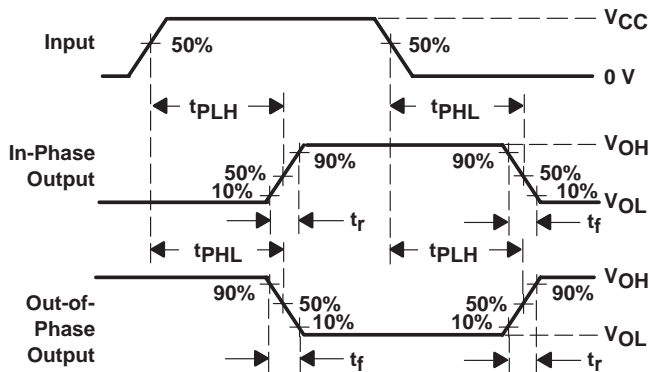 Input
50%
50%
VCC
0 V
tPLH
tPHL
In-Phase
Output
50%
10%
90%
90%
50%
10%
VOH
VOL
tr
tf
tPHL
tPLH
Out-of-
Phase
Output
90%
50%
10%
50%
10%
90%
VOH
VOL
tf
tr